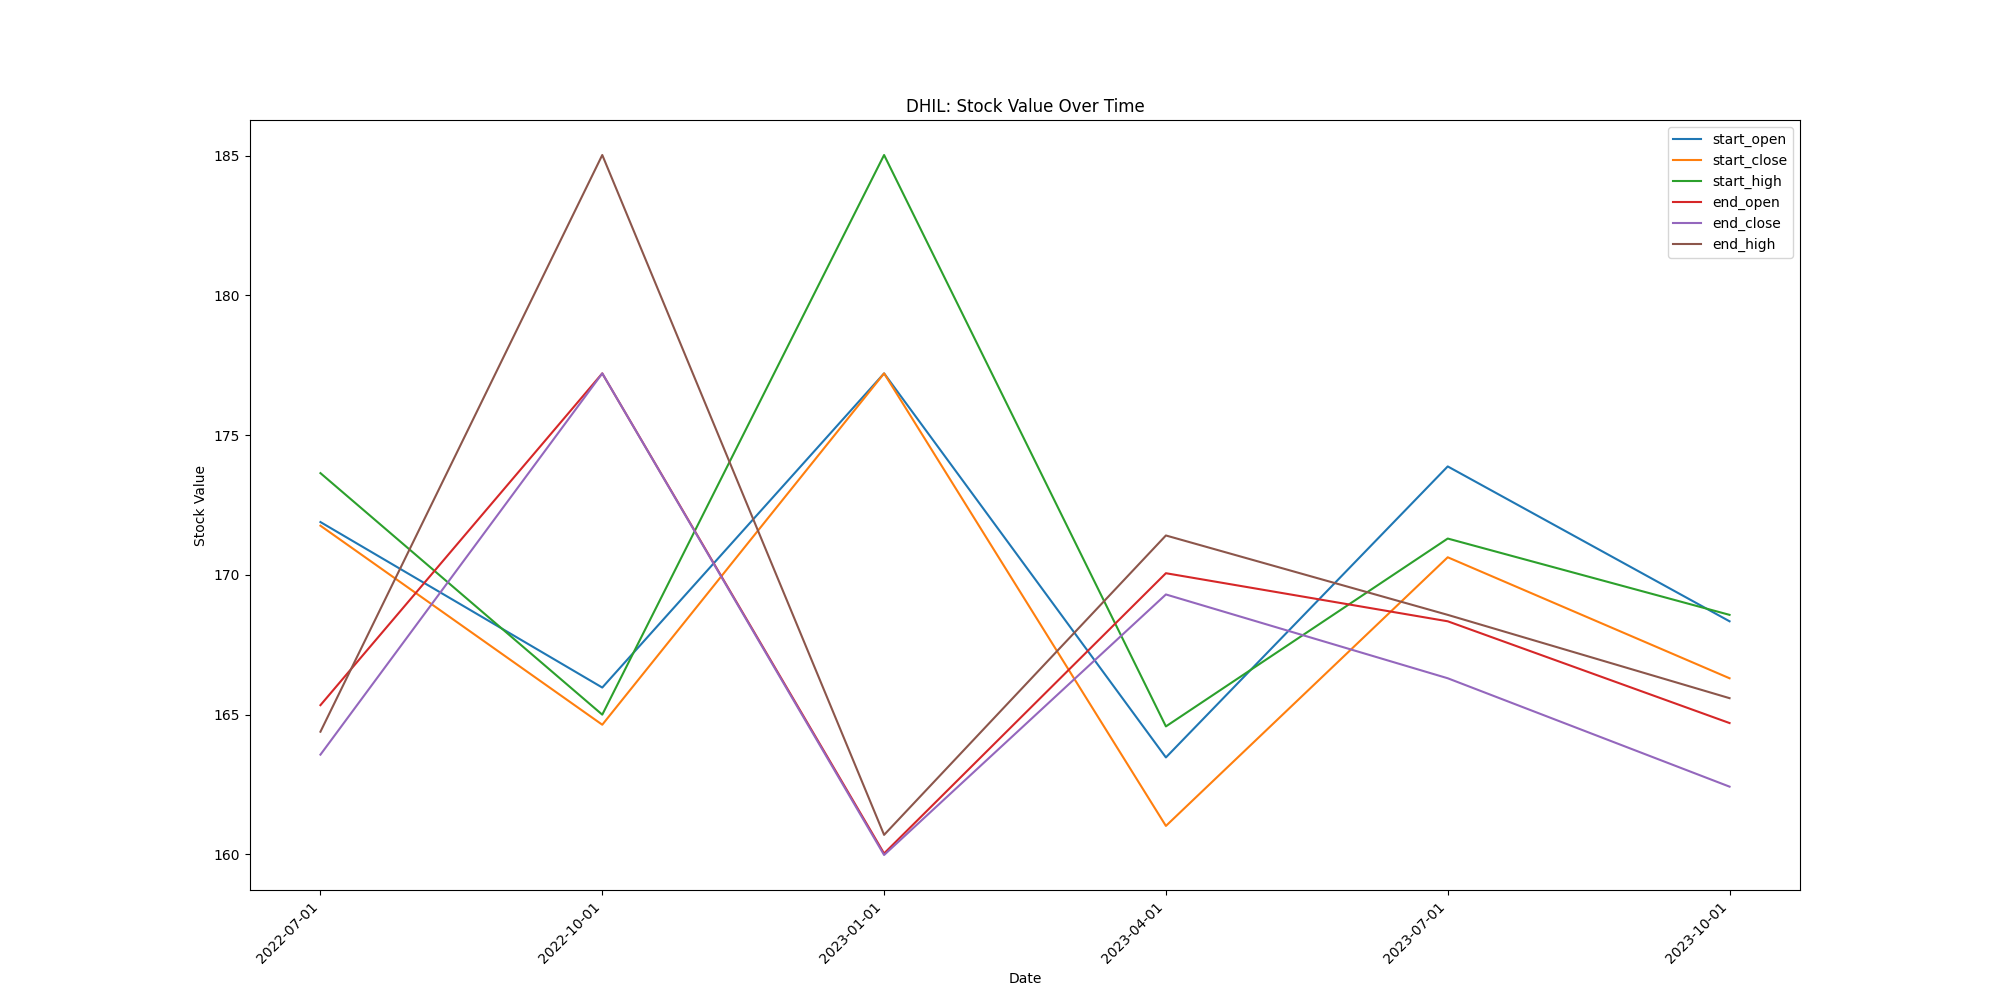 DHIL: Stock Value Over Time
start_open
start_close
start_high
end_open
end_close
end_high
185
180
175
170
165
160
Stock Value
2022-07-01
2022-10-01
2023-01-01
2023-04-01
2023-07-01
2023-10-01
Date